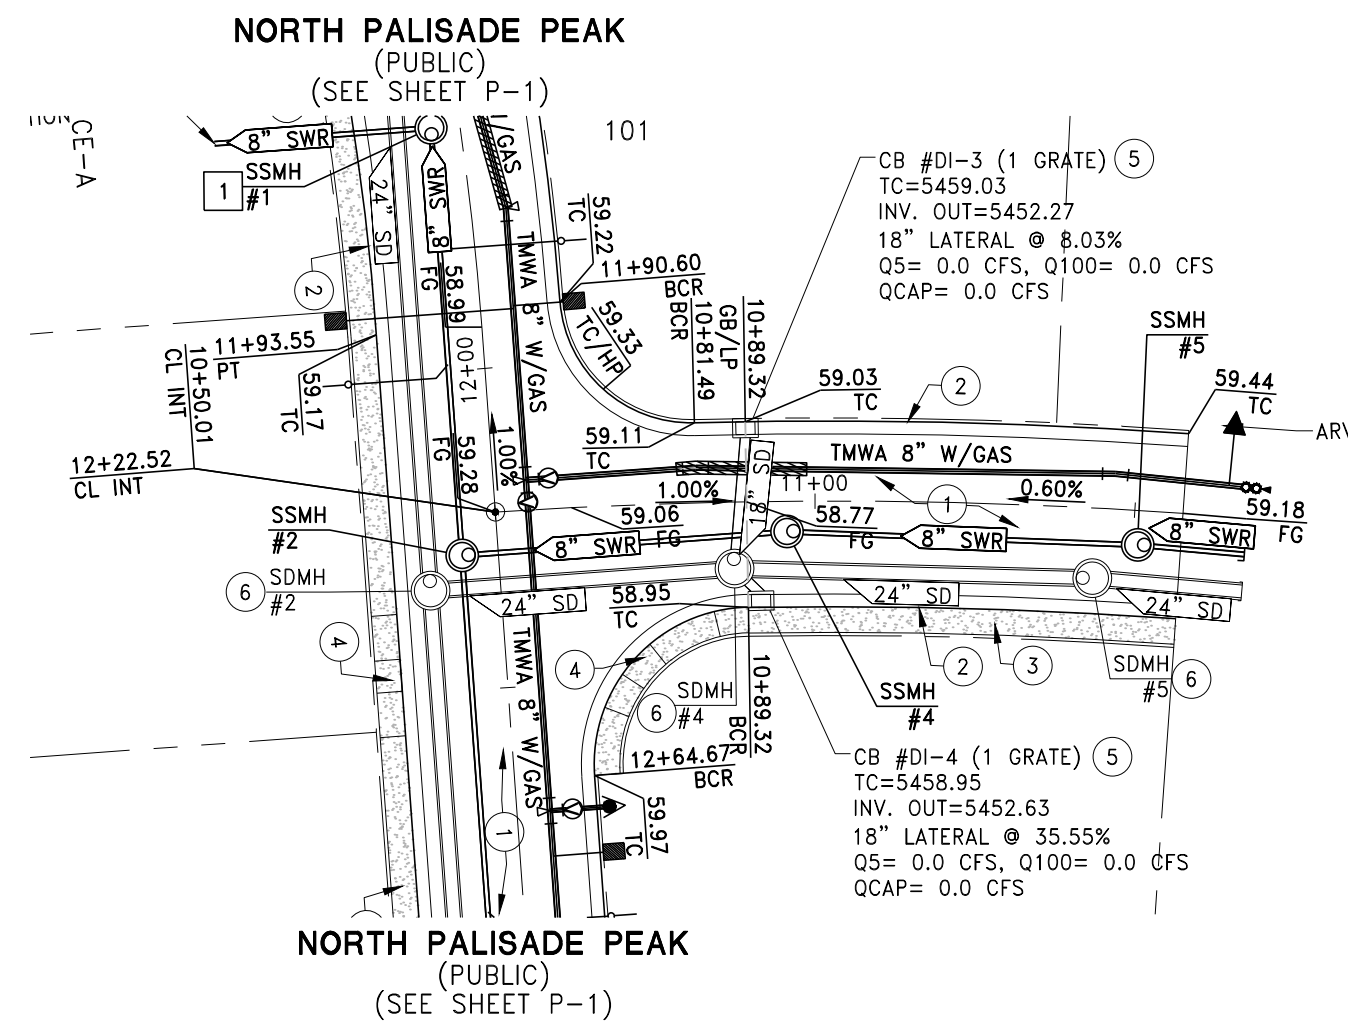 NORTH PALISADE PEAK
(PUBLIC)
(SEE SHEET P-1)
CE-A
8" SWR
SSMH
#1
1
24" SD
8" SWR
/GAS
101
59.22
TC
11+90.60
BCR
CB #DI-3 (1 GRATE) 5
TC=5459.03
INV. OUT=5452.27
18" LATERAL @ 8.03%
Q5= 0.0 CFS, Q100= 0.0 CFS
QCAP= 0.0 CFS
2
58.99
FG
TMWA 8" W/GAS
59.33
TC/HP
10+81.49
BCR
10+89.32
GB/LP
SSMH
#5
11+93.55
PT
10+50.01
CL INT
59.17
TC
12+00
59.03
TC
2
59.44
TC
ARV
12+22.52
CL INT
59.28
FG
1.00%
59.11
TC
TMWA 8" W/GAS
18" SD
11+00
1.00%
0.60%
1
59.18
FG
SSMH
#2
59.06
FG
58.77
FG
8" SWR
8" SWR
8" SWR
6
SDMH
#2
24" SD
58.95
TC
24" SD
24" SD
4
TMWA 8" W/GAS
4
6
SDMH
#4
10+89.32
BCR
SSMH
#4
2
3
SDMH
#5
6
12+64.67
BCR
59.97
TC
1
CB #DI-4 (1 GRATE) 5
TC=5458.95
INV. OUT=5452.63
18" LATERAL @ 35.55%
Q5= 0.0 CFS, Q100= 0.0 CFS
QCAP= 0.0 CFS
NORTH PALISADE PEAK
(PUBLIC)
(SEE SHEET P-1)